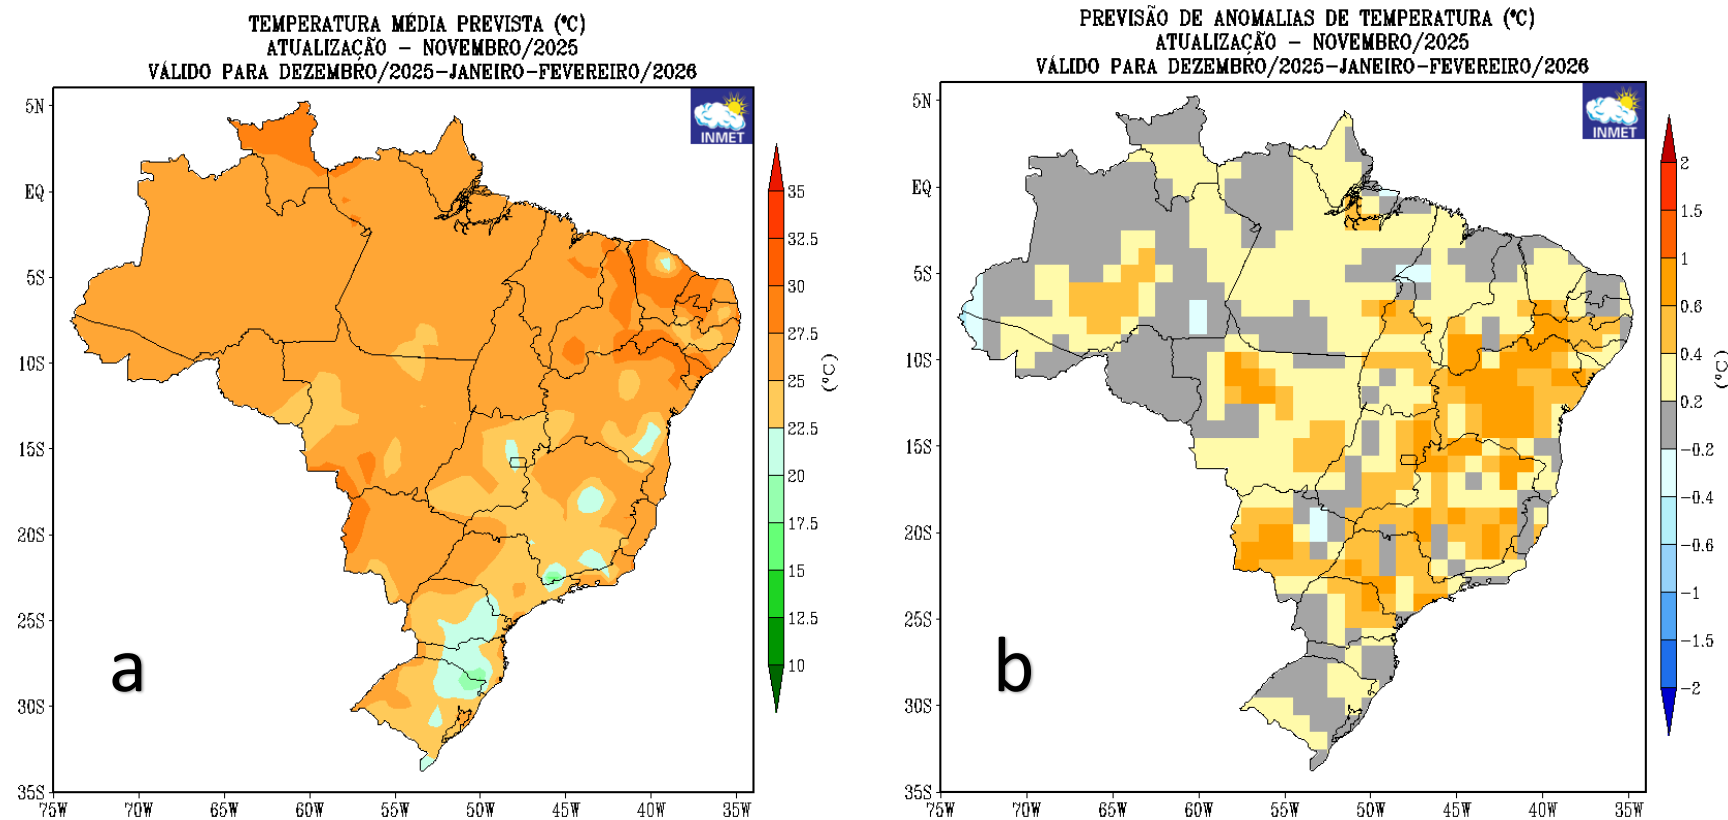 TEMPERATURA MÉDIA PREVISTA (°C)
ATUALIZAÇÃO - NOVEMBRO/2025
VÁLIDO PARA DEZEMBRO/2025-JANEIRO-FEVEREIRO/2026
INMET
5N
EQ
5S
10S
15S
20S
25S
30S
35S
75W
70W
65W
60W
55W
50W
45W
40W
35W
35
32.5
30
27.5
25
22.5
20
17.5
15
12.5
10
(°C)
a
PREVISÃO DE ANOMALIAS DE TEMPERATURA (°C)
ATUALIZAÇÃO - NOVEMBRO/2025
VÁLIDO PARA DEZEMBRO/2025-JANEIRO-FEVEREIRO/2026
INMET
5N
EQ
5S
10S
15S
20S
25S
30S
35S
75W
70W
65W
60W
55W
50W
45W
40W
35W
2
1.5
1
0.6
0.4
0.2
-0.2
-0.4
-0.6
-1
-1.5
-2
(°C)
b